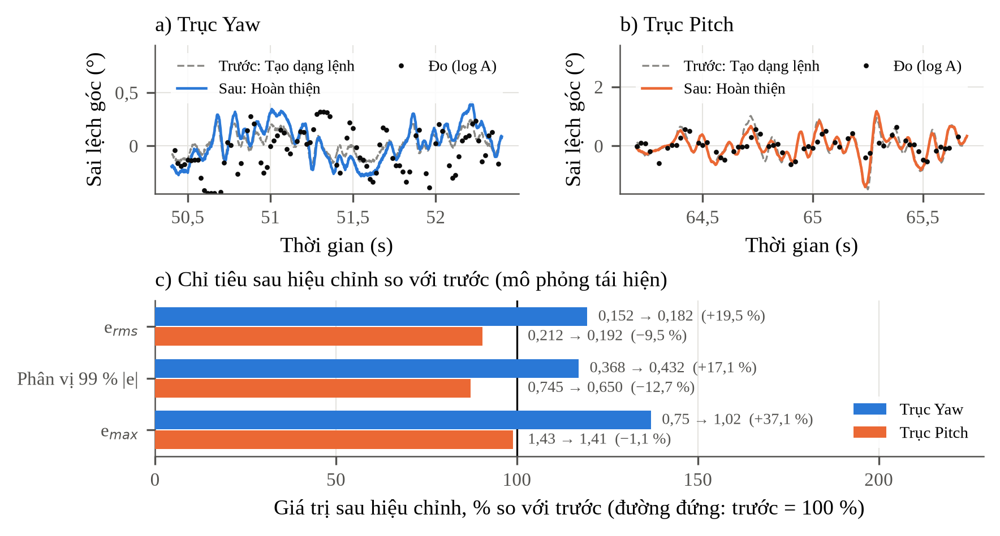 a) Trục Yaw
Sai lệch góc (°)
Trước: Tạo dạng lệnh
Sau: Hoàn thiện
Đo (log A)
0,5
0
50,5
51
51,5
52
Thời gian (s)
b) Trục Pitch
Sai lệch góc (°)
Trước: Tạo dạng lệnh
Sau: Hoàn thiện
Đo (log A)
2
0
64,5
65
65,5
Thời gian (s)
c) Chỉ tiêu sau hiệu chỉnh so với trước (mô phỏng tái hiện)
e_rms
0,152 → 0,182 (+19,5 %)
0,212 → 0,192 (−9,5 %)
Phân vị 99 % |e|
0,368 → 0,432 (+17,1 %)
0,745 → 0,650 (−12,7 %)
e_max
0,75 → 1,02 (+37,1 %)
1,43 → 1,41 (−1,1 %)
Trục Yaw
Trục Pitch
0
50
100
150
200
Giá trị sau hiệu chỉnh, % so với trước (đường đứng: trước = 100 %)